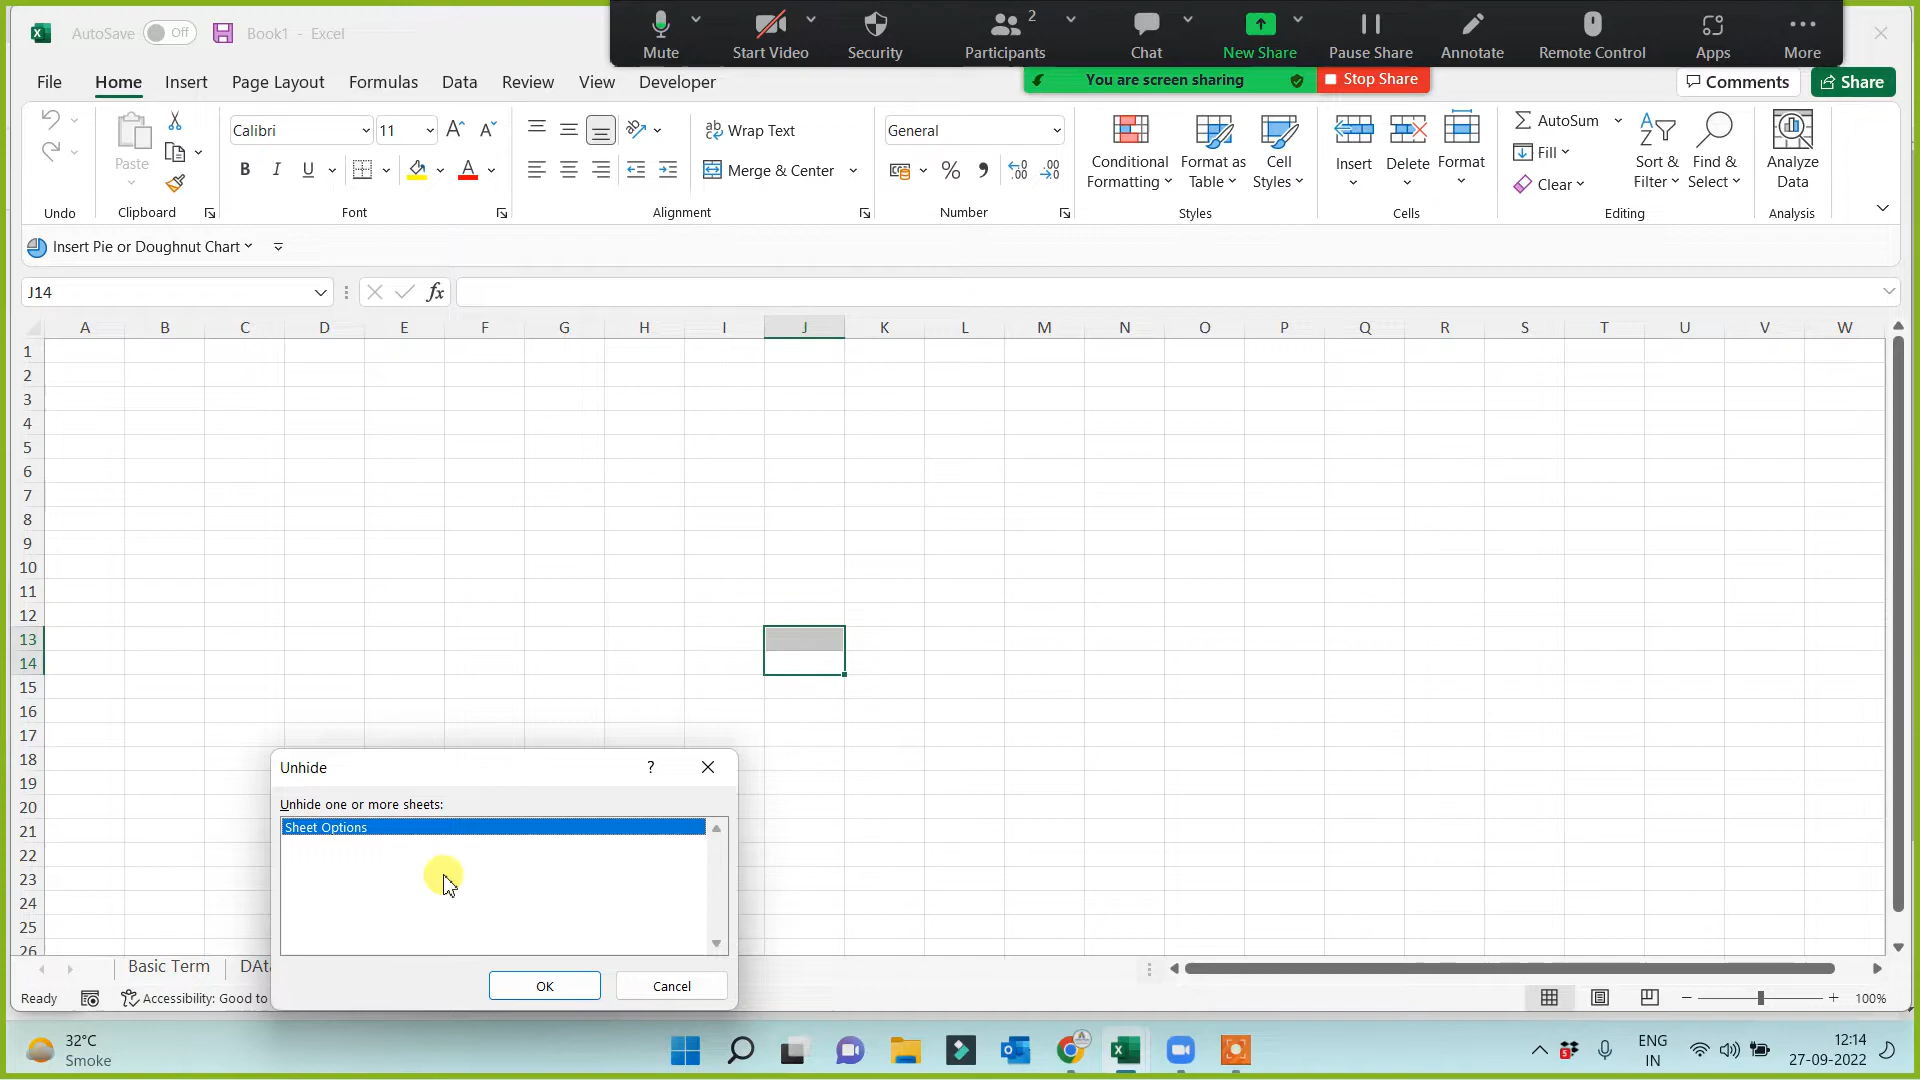 AutoSave Off Book1 - Excel
Mute Start Video Security Participants 2 Chat New Share Pause Share Annotate Remote Control Apps More
You are screen sharing Stop Share
File Home Insert Page Layout Formulas Data Review View Developer Comments Share
Paste
Calibri 11
B I U A
ab Wrap Text
Merge & Center
General
Conditional Formatting
Format as Table
Cell Styles
Insert Delete Format
AutoSum
Fill
Clear
Sort & Filter
Find & Select
Analyze Data
Undo Clipboard Font Alignment Number Styles Cells Editing Analysis
Insert Pie or Doughnut Chart
J14 fx
A B C D E F G H I J K L M N O P Q R S T U V W
1
2
3
4
5
6
7
8
9
10
11
12
13
14
15
16
17
18
19
20
21
22
23
24
25
26
Unhide ?
Unhide one or more sheets:
Sheet Options
OK Cancel
Basic Term DAt
Ready Accessibility: Good to 100%
32°C
Smoke
ENG
IN
12:14
27-09-2022